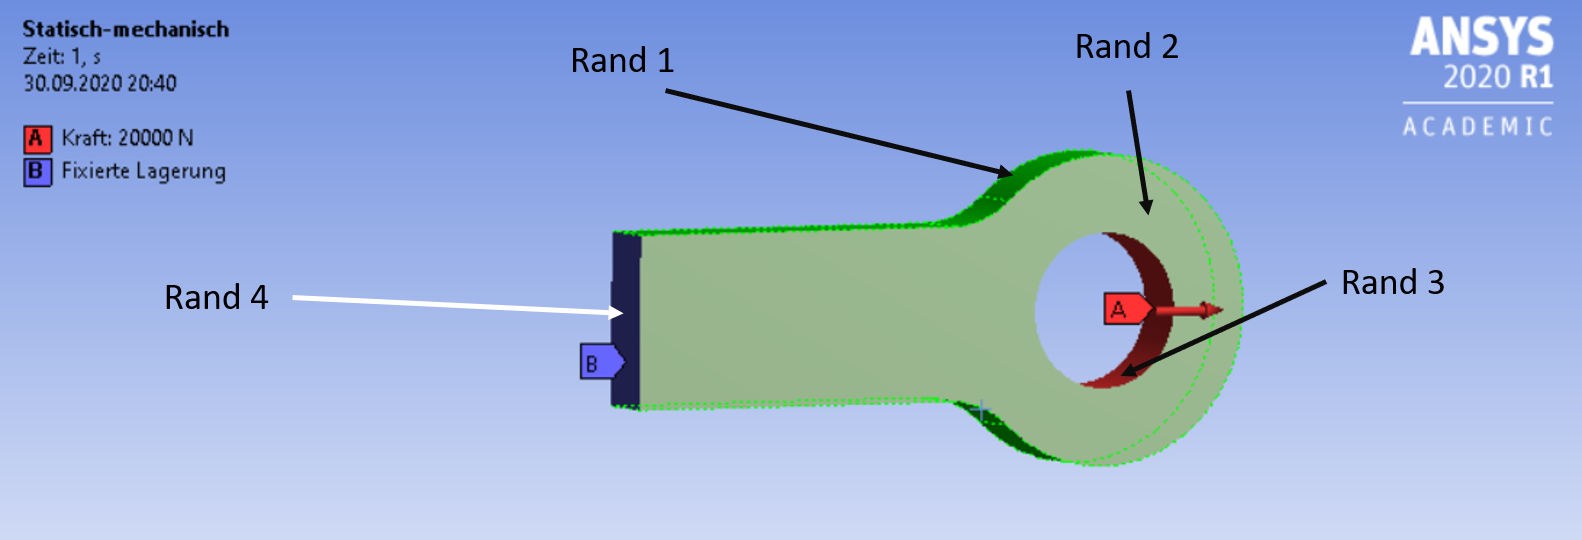 Statisch-mechanisch
Zeit: 1, s
30.09.2020 20:40
A Kraft: 20000 N
B Fixierte Lagerung
Rand 1
Rand 2
ANSYS
2020 R1
ACADEMIC
Rand 4
Rand 3
A
B